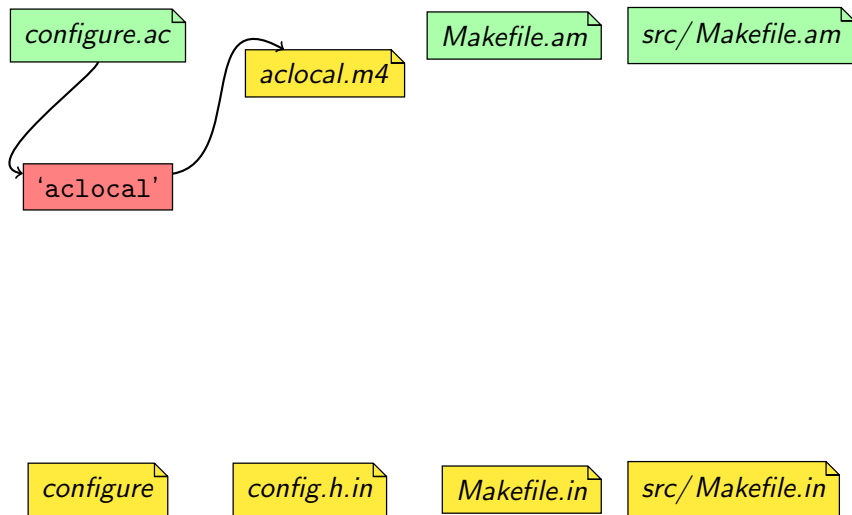 configure.ac
aclocal.m4
Makefile.am
src/Makefile.am
‘aclocal’
configure
config.h.in
Makefile.in
src/Makefile.in